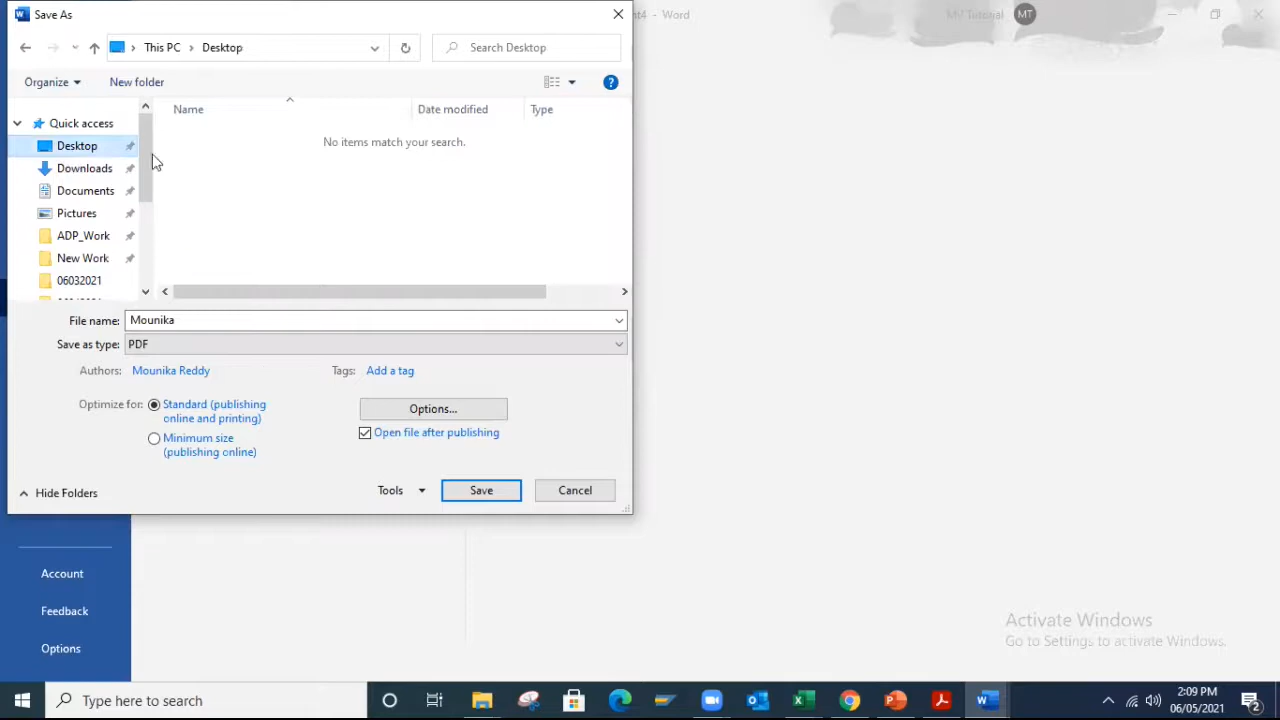 Save As
nt4 - Word
MV Tutorial
MT
This PC
Desktop
Search Desktop
Organize
New folder
Name
Date modified
Type
Quick access
Desktop
No items match your search.
Downloads
Documents
Pictures
ADP_Work
New Work
06032021
File name:
Mounika
Save as type:
PDF
Authors:
Mounika Reddy
Tags:
Add a tag
Optimize for:
Standard (publishing
online and printing)
Minimum size
(publishing online)
Options...
Open file after publishing
Hide Folders
Tools
Save
Cancel
Account
Feedback
Options
Activate Windows
Go to Settings to activate Windows.
Type here to search
2:09 PM
06/05/2021
2